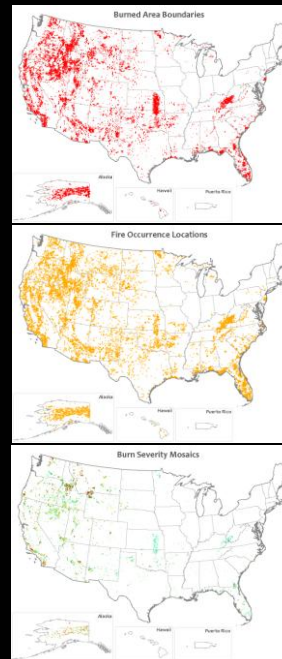 Burned Area Boundaries
Alaska
Hawaii
Puerto Rico
Fire Occurrence Locations
Alaska
Hawaii
Puerto Rico
Burn Severity Mosaics
Alaska
Hawaii
Puerto Rico